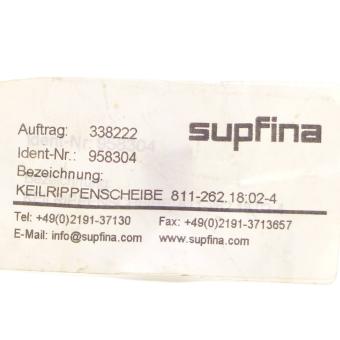 supfina
Auftrag: 338222
Ident-Nr.: 958304
Bezeichnung:
KEILRIPPENSCHEIBE 811-262.18:02-4
Tel: +49(0)2191-37130 Fax: +49(0)2191-3713657
E-Mail: info@supfina.com www.supfina.com